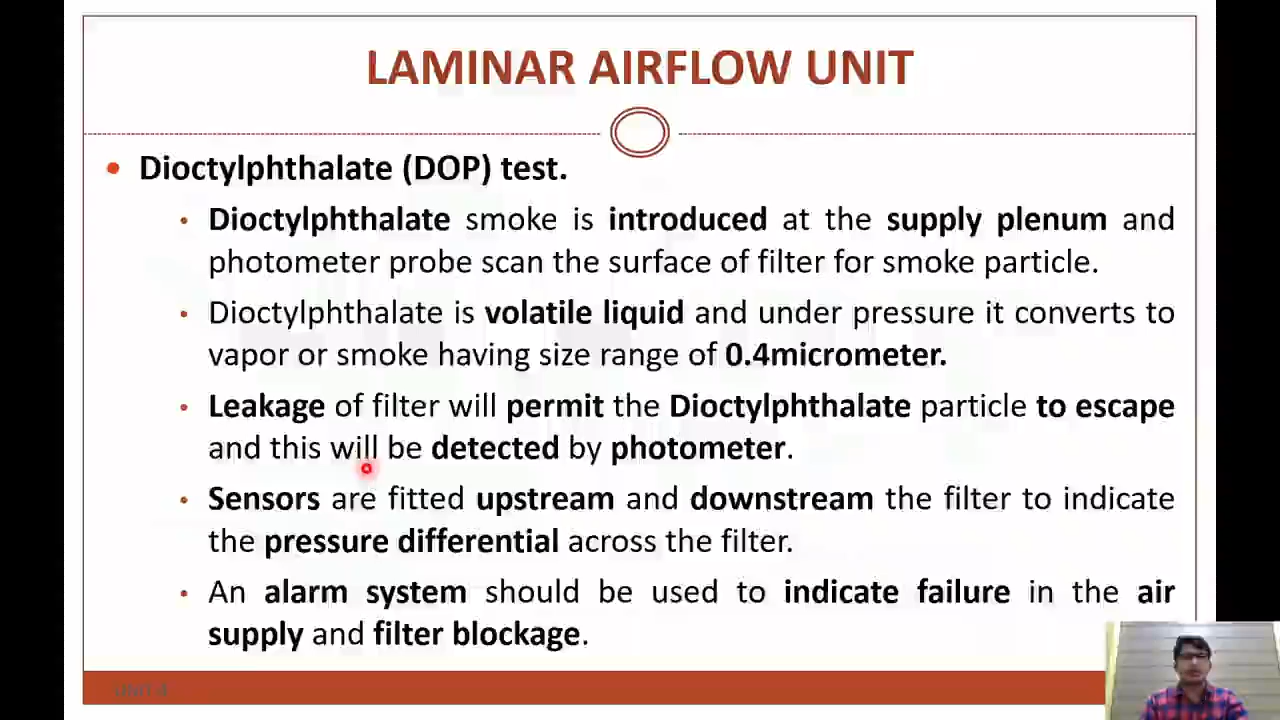 LAMINAR AIRFLOW UNIT
• Dioctylphthalate (DOP) test.
• Dioctylphthalate smoke is introduced at the supply plenum and
photometer probe scan the surface of filter for smoke particle.
• Dioctylphthalate is volatile liquid and under pressure it converts to
vapor or smoke having size range of 0.4micrometer.
• Leakage of filter will permit the Dioctylphthalate particle to escape
and this will be detected by photometer.
• Sensors are fitted upstream and downstream the filter to indicate
the pressure differential across the filter.
• An alarm system should be used to indicate failure in the air
supply and filter blockage.
UNIT 4